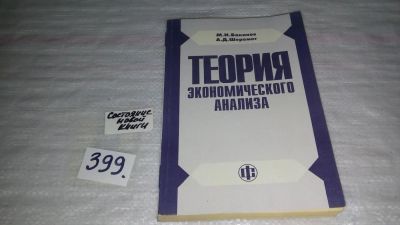 М.И.Баканов
А.Д.Шеремет
ТЕОРИЯ
ЭКОНОМИЧЕСКОГО
АНАЛИЗА
Состояние
новой
книги
399.